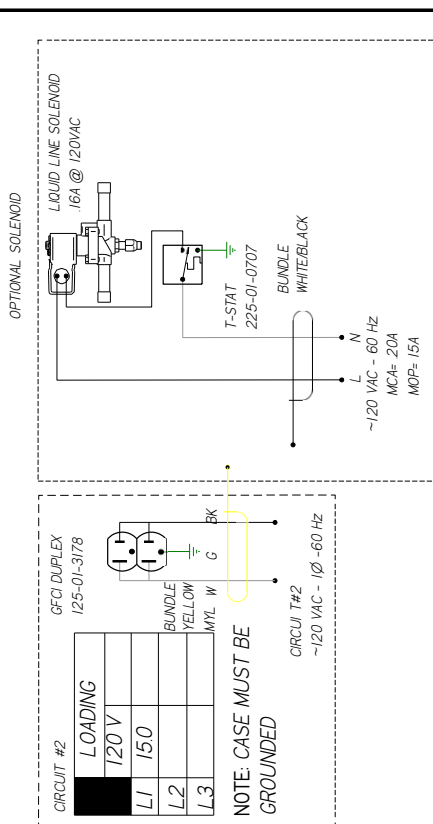 OPTIONAL SOLENOID
LIQUID LINE SOLENOID
.16A @ 120VAC
T-STAT
225-01-0707
BUNDLE
WHITE/BLACK
L N
~120 VAC - 60 Hz
MCA= .20A
MOP= 15A
CIRCUIT #2
LOADING
120 V
L1 15.0
L2
L3
GFCI DUPLEX
125-01-3178
BUNDLE
YELLOW
MYL W G BK
NOTE: CASE MUST BE
GROUNDED
CIRCUI T#2
~120 VAC - 1Ø -60 Hz